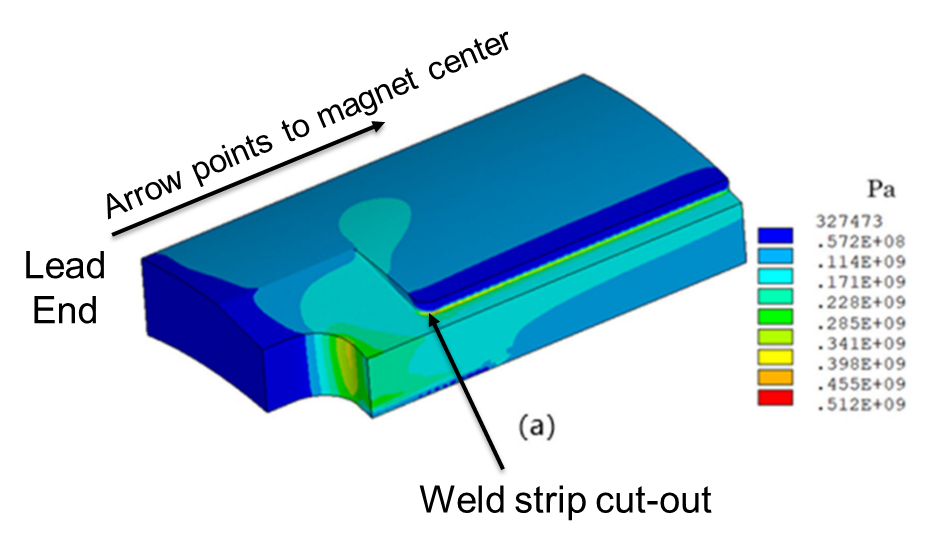 Arrow points to magnet center
Lead
End
Pa
327473
.572E+08
.114E+09
.171E+09
.228E+09
.285E+09
.341E+09
.398E+09
.455E+09
.512E+09
(a)
Weld strip cut-out